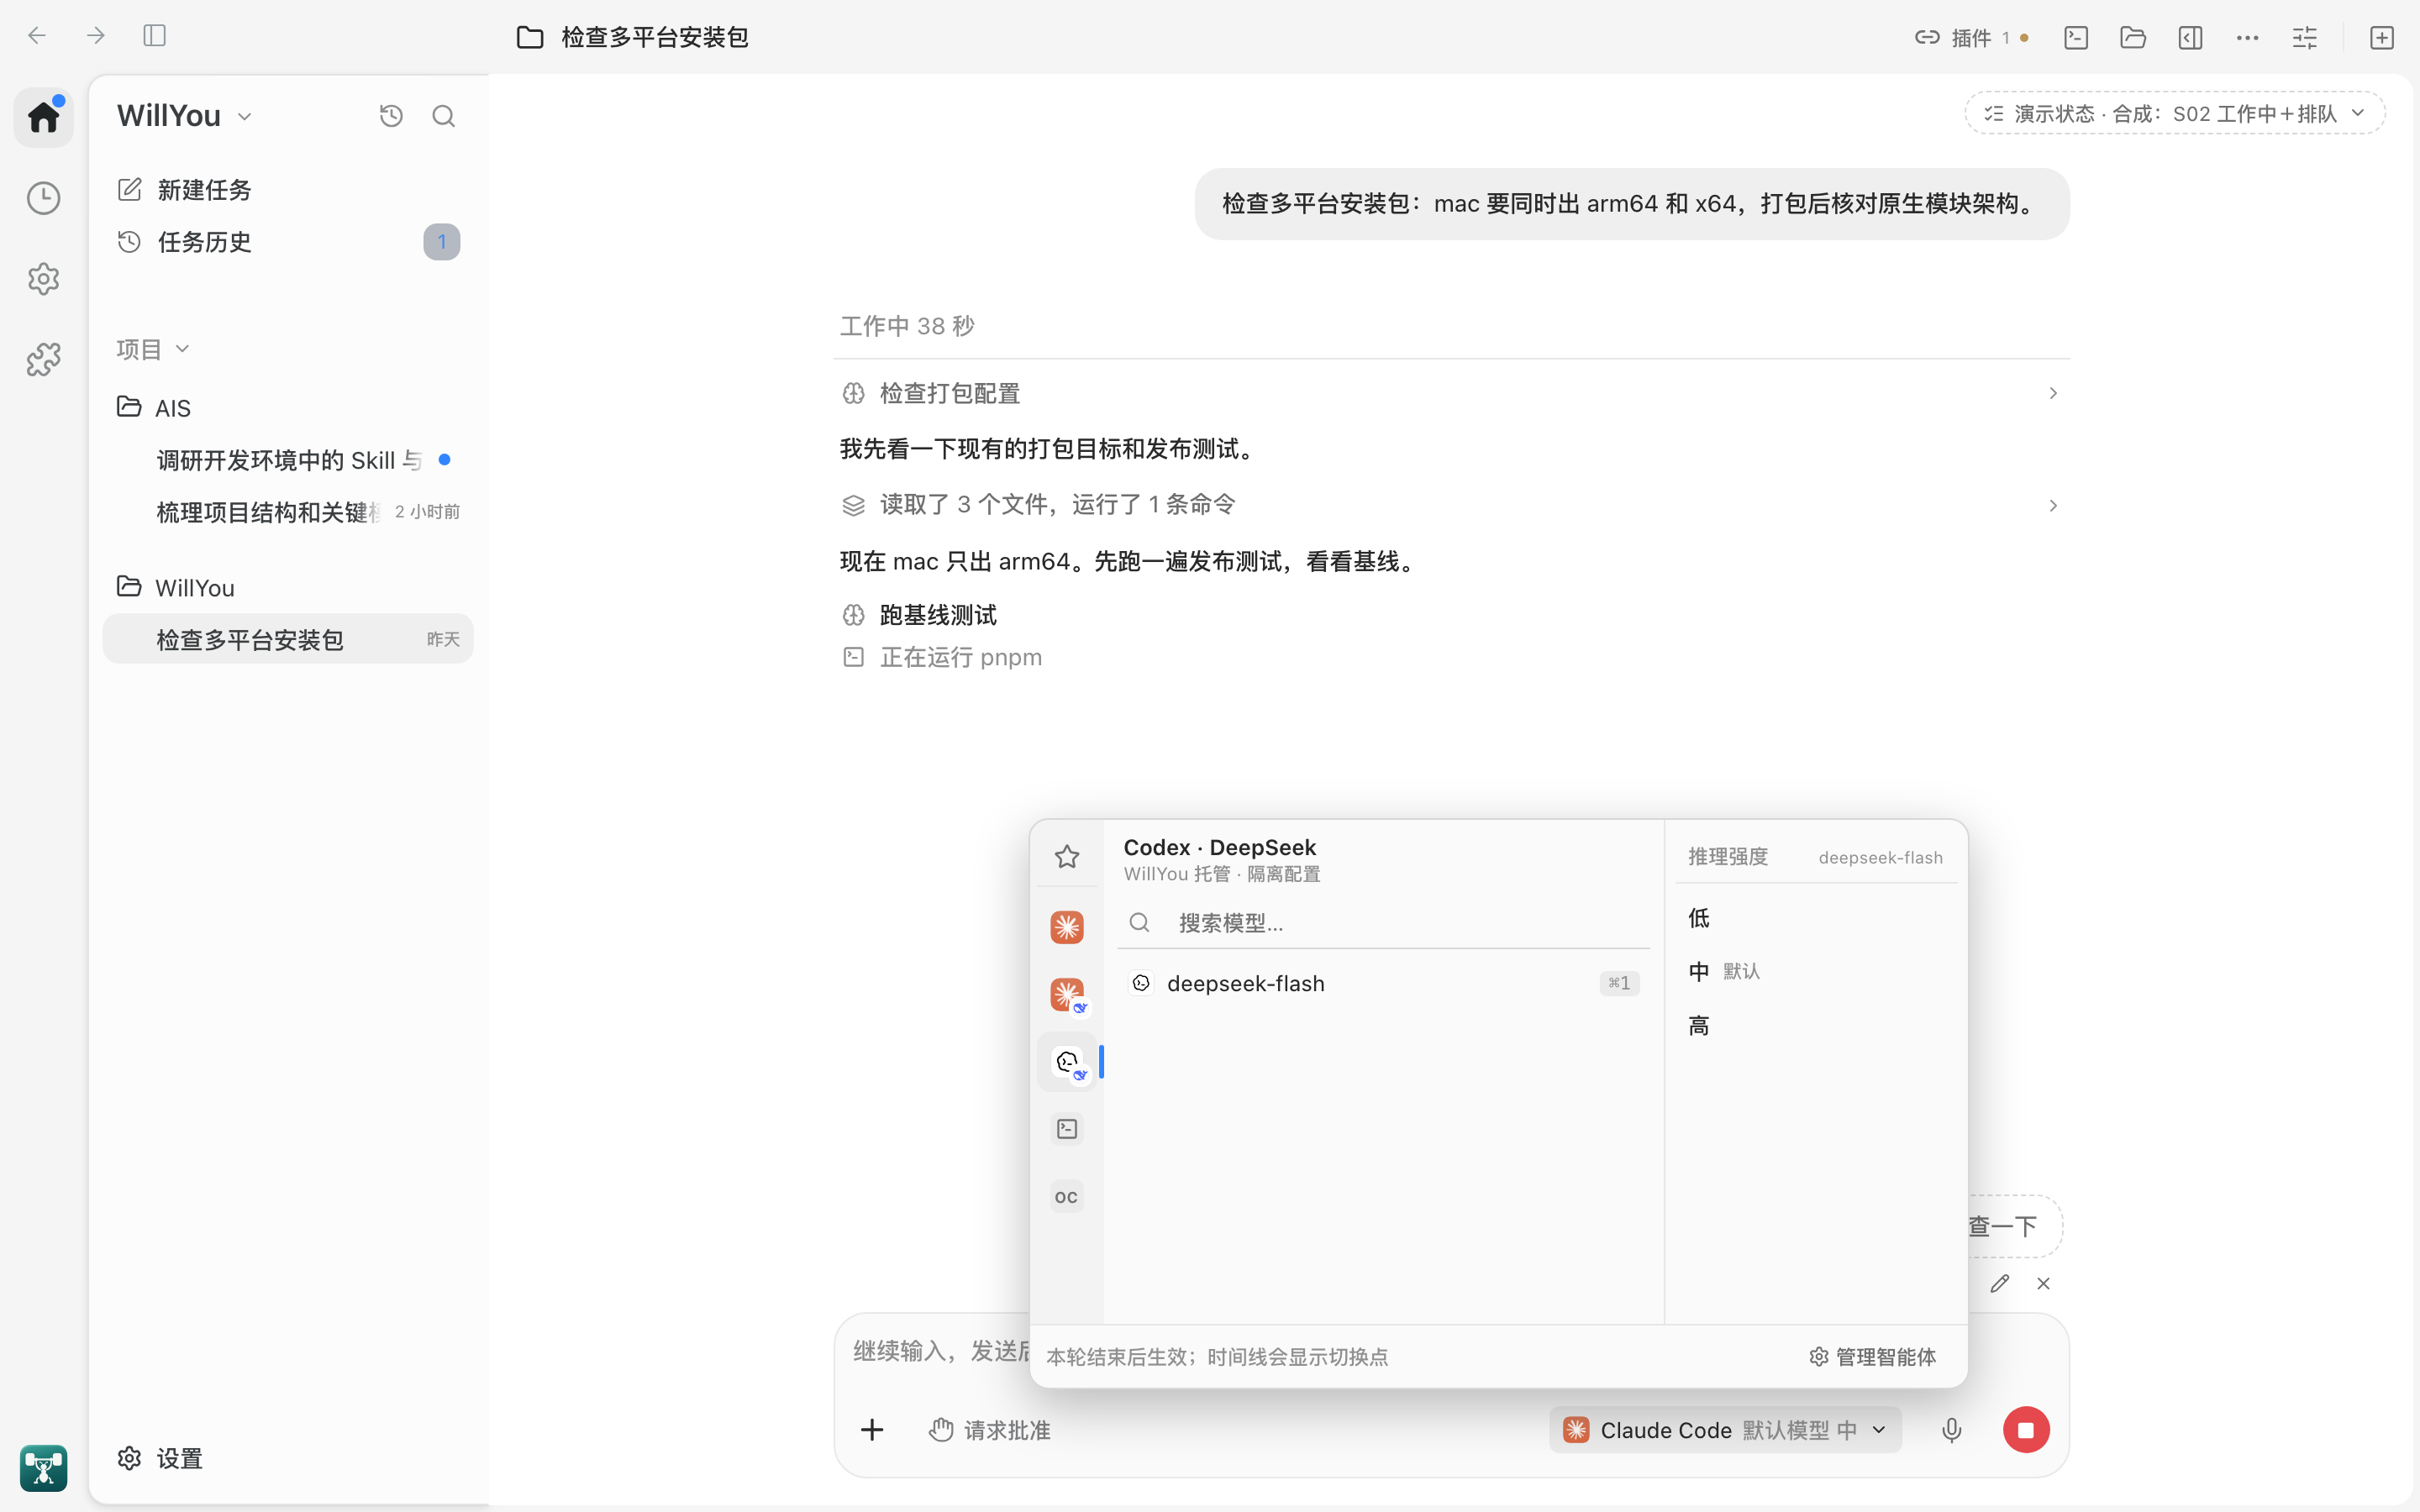 检查多平台安装包
插件 1
WillYou
演示状态 · 合成：S02 工作中＋排队
新建任务
任务历史
1
检查多平台安装包：mac 要同时出 arm64 和 x64，打包后核对原生模块架构。
工作中 38 秒
项目
AIS
检查打包配置
调研开发环境中的 Skill 与
我先看一下现有的打包目标和发布测试。
梳理项目结构和关键
2 小时前
读取了 3 个文件，运行了 1 条命令
现在 mac 只出 arm64。先跑一遍发布测试，看看基线。
WillYou
跑基线测试
检查多平台安装包
昨天
正在运行 pnpm
Codex · DeepSeek
WillYou 托管 · 隔离配置
推理强度
deepseek-flash
搜索模型...
低
deepseek-flash
⌘1
中 默认
高
OC
查一下
继续输入，发送后
本轮结束后生效；时间线会显示切换点
管理智能体
请求批准
Claude Code 默认模型 中
设置